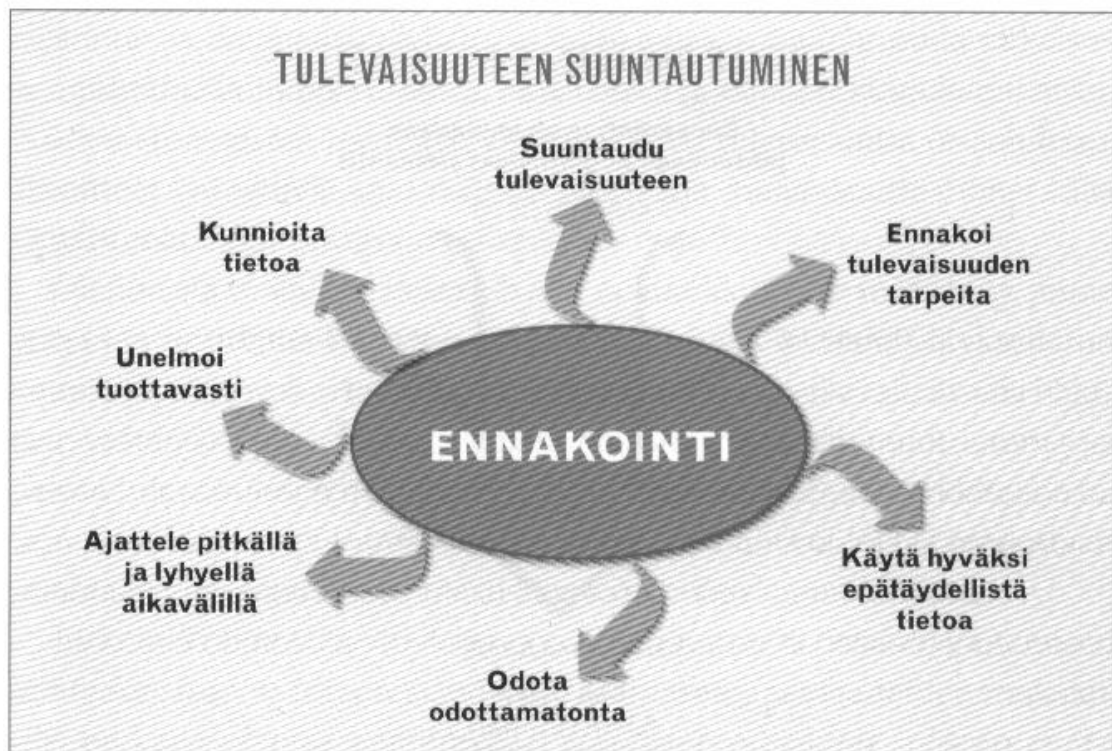 TULEVAISUUTEEN SUUNTAUTUMINEN
Suuntaudu
tulevaisuuteen
Kunnioita
tietoa
Ennakoi
tulevaisuuden
tarpeita
Unelmoi
tuottavasti
ENNAKOINTI
Ajattele pitkällä
ja lyhyellä
aikavälillä
Käytä hyväksi
epätäydellistä
tietoa
Odota
odottamatonta